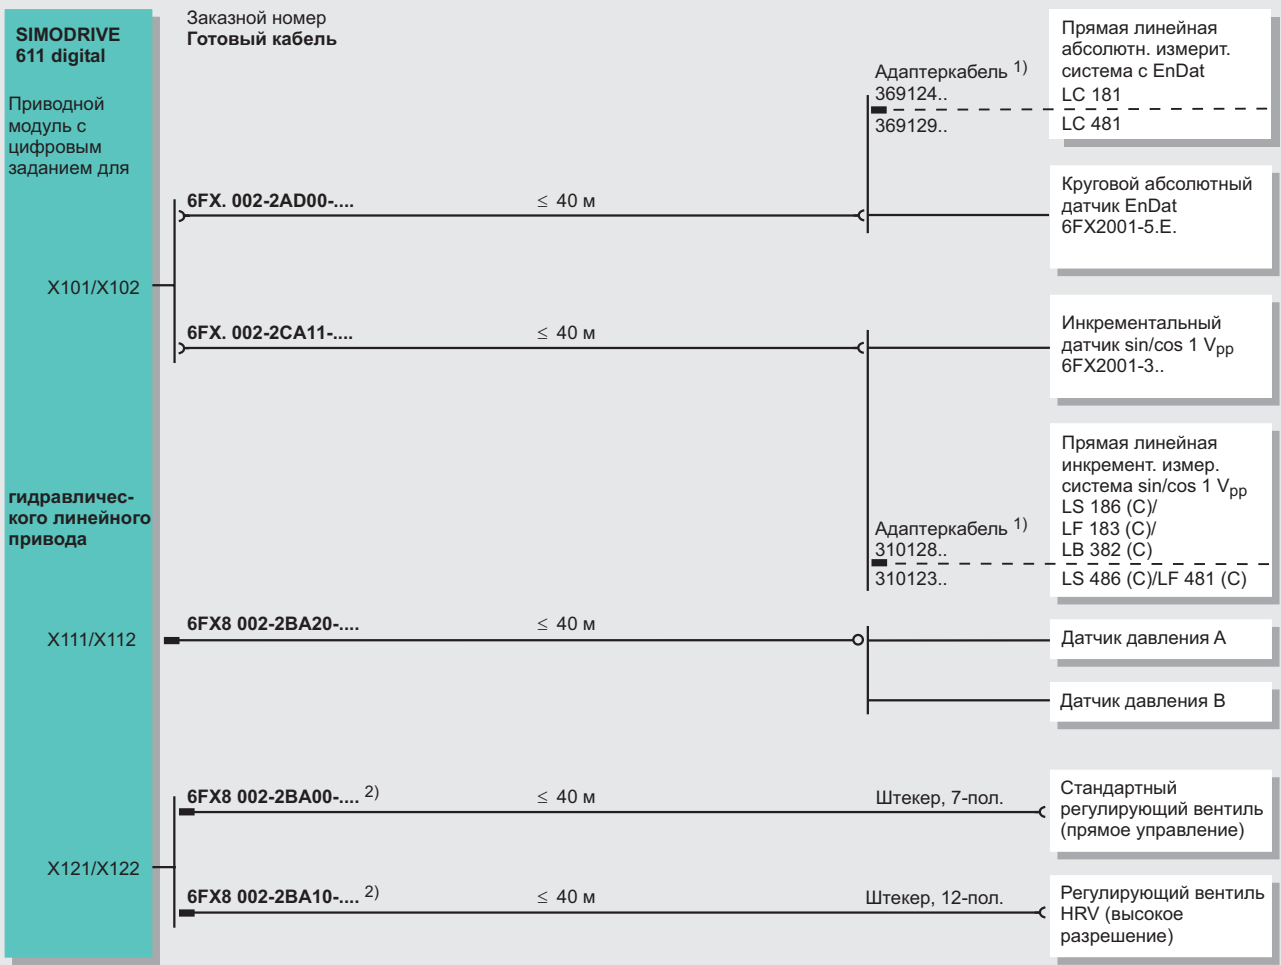 SIMODRIVE
611 digital
Приводной
модуль с
цифровым
заданием для
X101/X102
гидравличес-
кого линейного
привода
X111/X112
X121/X122
Заказной номер
Готовый кабель
6FX. 002-2AD00-....
≤ 40 м
6FX. 002-2CA11-....
≤ 40 м
6FX8 002-2BA20-....
≤ 40 м
6FX8 002-2BA00-.... 2)
≤ 40 м
Штекер, 7-пол.
6FX8 002-2BA10-.... 2)
≤ 40 м
Штекер, 12-пол.
Адаптеркабель 1)
369124..
369129..
Адаптеркабель 1)
310128..
310123..
Прямая линейная
абсолютн. измерит.
система с EnDat
LC 181
LC 481
Круговой абсолютный
датчик EnDat
6FX2001-5.E.
Инкрементальный
датчик sin/cos 1 Vpp
6FX2001-3..
Прямая линейная
инкремент. измер.
система sin/cos 1 Vpp
LS 186 (C)/
LF 183 (C)/
LB 382 (C)
LS 486 (C)/LF 481 (C)
Датчик давления A
Датчик давления B
Стандартный
регулирующий вентиль
(прямое управление)
Регулирующий вентиль
HRV (высокое
разрешение)